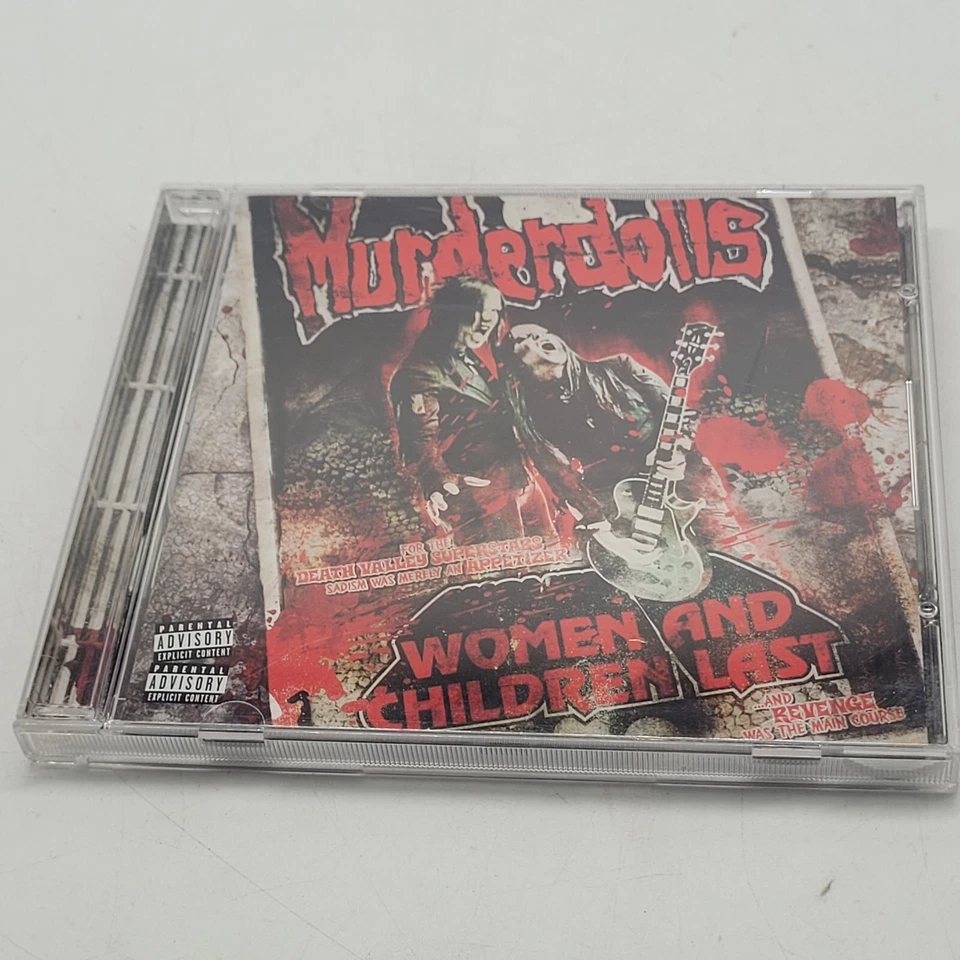 Murderdolls
FOR THE
DEATH VALLEY SUPERSTARS
SADISM WAS MERELY AN APPETIZER
WOMEN AND
CHILDREN LAST
...AND
REVENGE
WAS THE MAIN COURSE
PARENTAL
ADVISORY
EXPLICIT CONTENT
PARENTAL
ADVISORY
EXPLICIT CONTENT